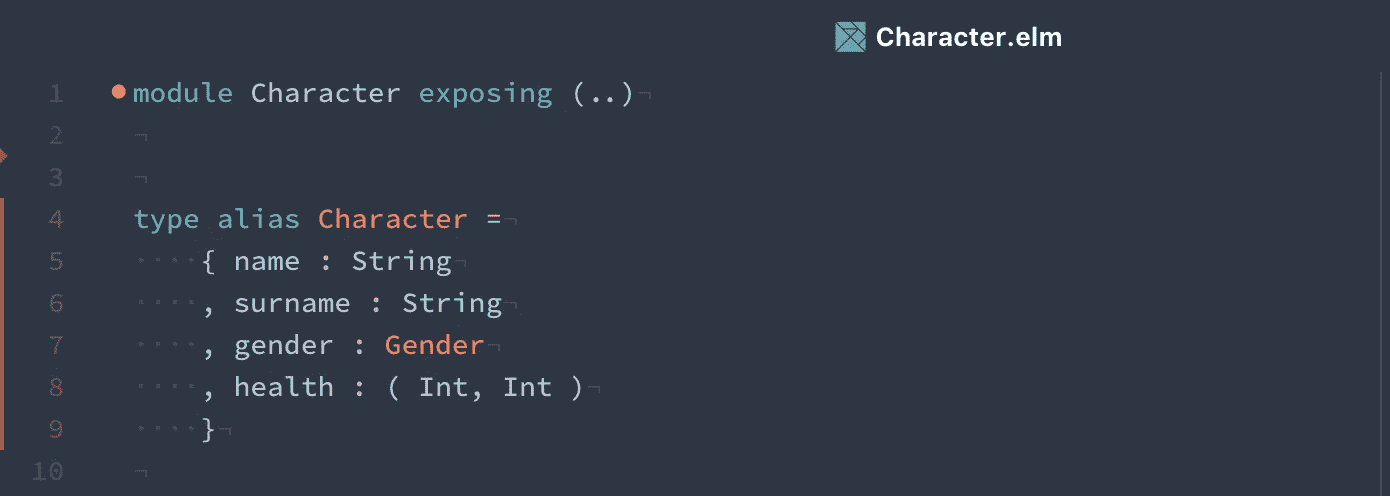 Character.elm
1 module Character exposing (..)¬
2 ¬
3 ¬
4 type alias Character =¬
5 ····{ name : String¬
6 ····, surname : String¬
7 ····, gender : Gender¬
8 ····, health : ( Int, Int )¬
9 ····}¬
10 ¬